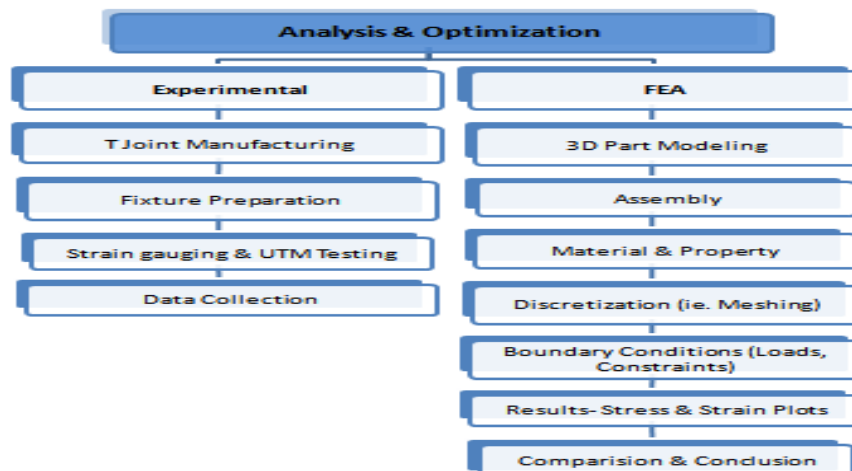 Analysis & Optimization
Experimental
T Joint Manufacturing
Fixture Preparation
Strain gauging & UTM Testing
Data Collection
FEA
3D Part Modeling
Assembly
Material & Property
Discretization (ie. Meshing)
Boundary Conditions (Loads,
Constraints)
Results- Stress & Strain Plots
Comparision & Conclusion